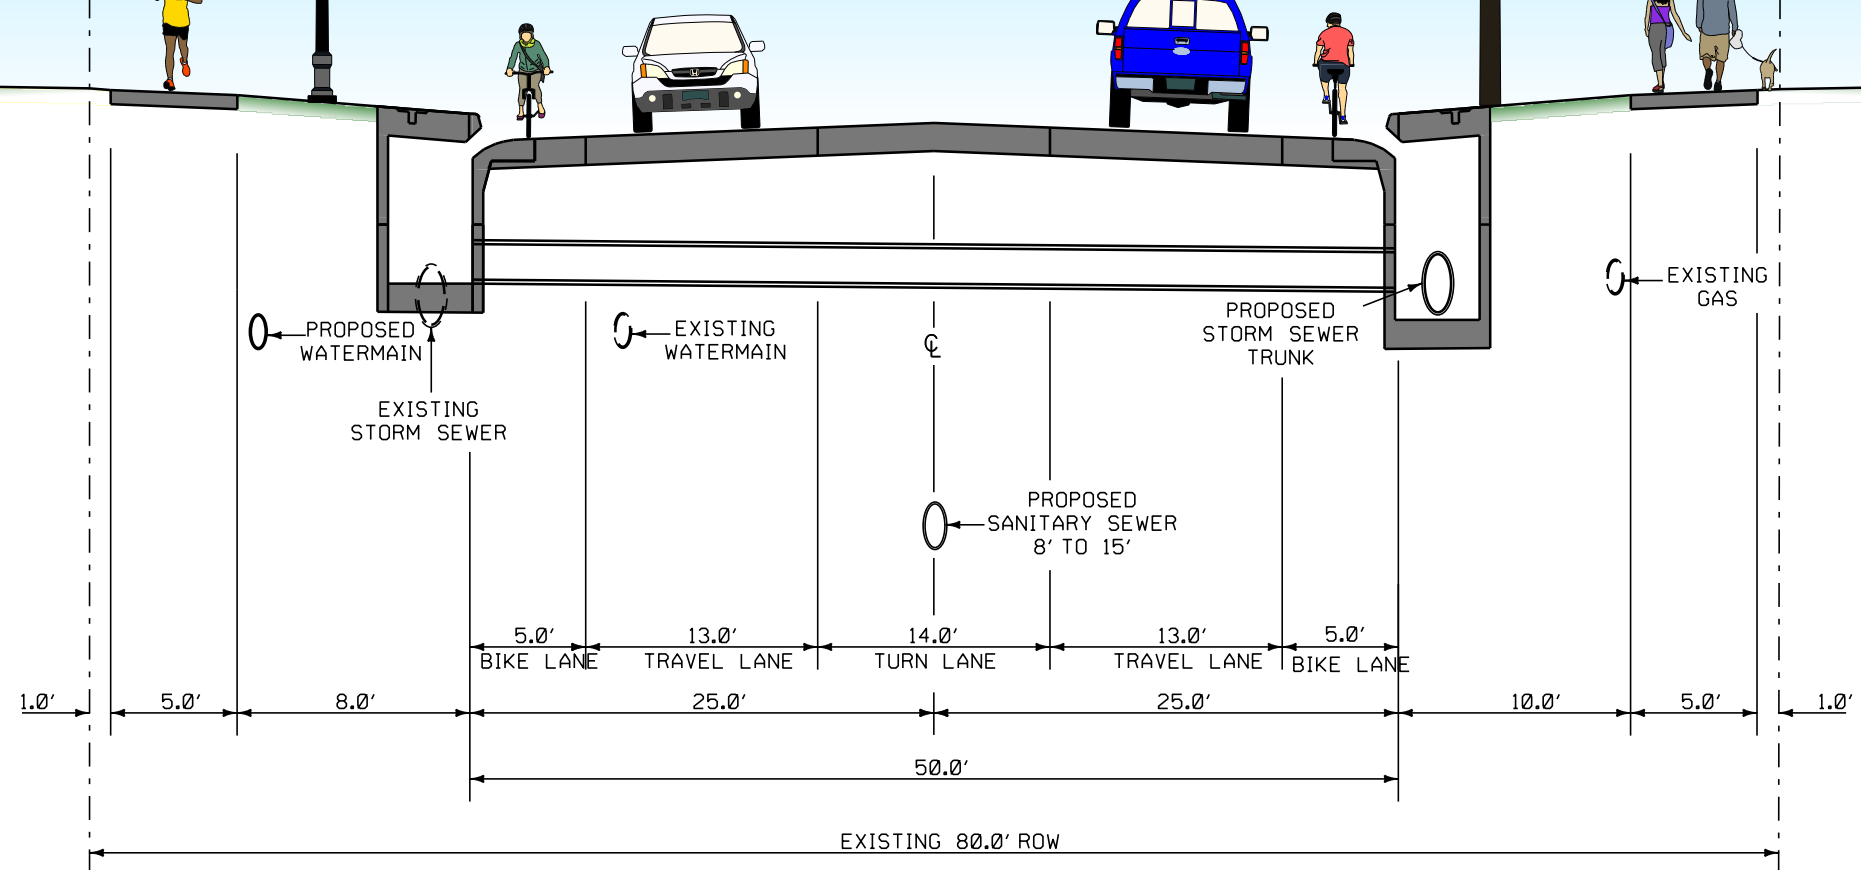 PROPOSED
WATERMAIN
EXISTING
STORM SEWER
EXISTING
WATERMAIN
℄
PROPOSED
STORM SEWER
TRUNK
EXISTING
GAS
PROPOSED
SANITARY SEWER
8' TO 15'
5.0' 13.0' 14.0' 13.0' 5.0'
BIKE LANE TRAVEL LANE TURN LANE TRAVEL LANE BIKE LANE
1.0' 5.0' 8.0' 25.0' 25.0' 10.0' 5.0' 1.0'
50.0'
EXISTING 80.0' ROW